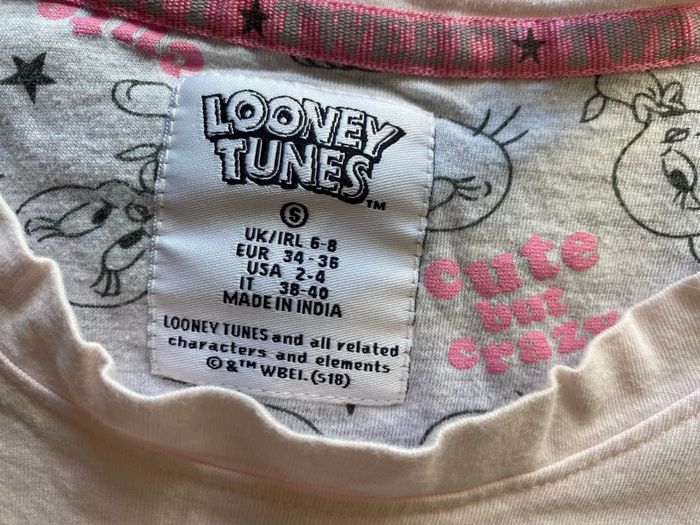 TWEETY
LOONEY
TUNES
TM
S
UK/IRL 6-8
EUR 34-36
USA 2-4
IT 38-40
MADE IN INDIA
LOONEY TUNES and all related
characters and elements
© & TM WBEI. (S18)
cute
but
crazy